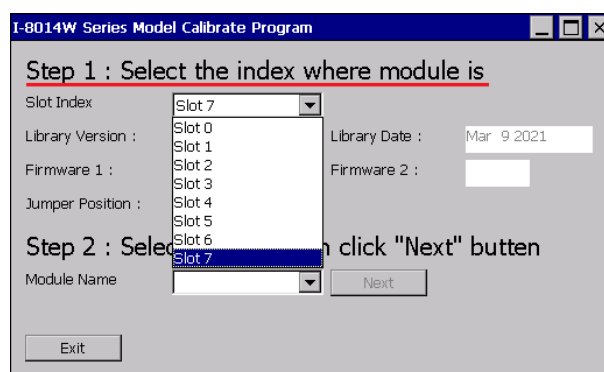 I-8014W Series Model Calibrate Program
Step 1 : Select the index where module is
Slot Index
Slot 7
Slot 0
Slot 1
Slot 2
Slot 3
Slot 4
Slot 5
Slot 6
Slot 7
Library Version :
Library Date :
Mar 9 2021
Firmware 1 :
Firmware 2 :
Jumper Position :
Step 2 : Selec click "Next" butten
Module Name
Next
Exit